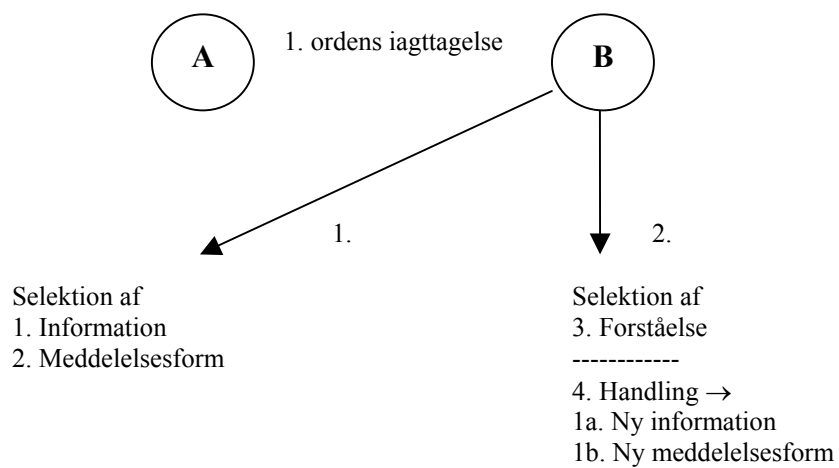 A
1. ordens iagttagelse
B
1.
2.
Selektion af
1. Information
2. Meddelelsesform
Selektion af
3. Forståelse
------------
4. Handling →
1a. Ny information
1b. Ny meddelelsesform